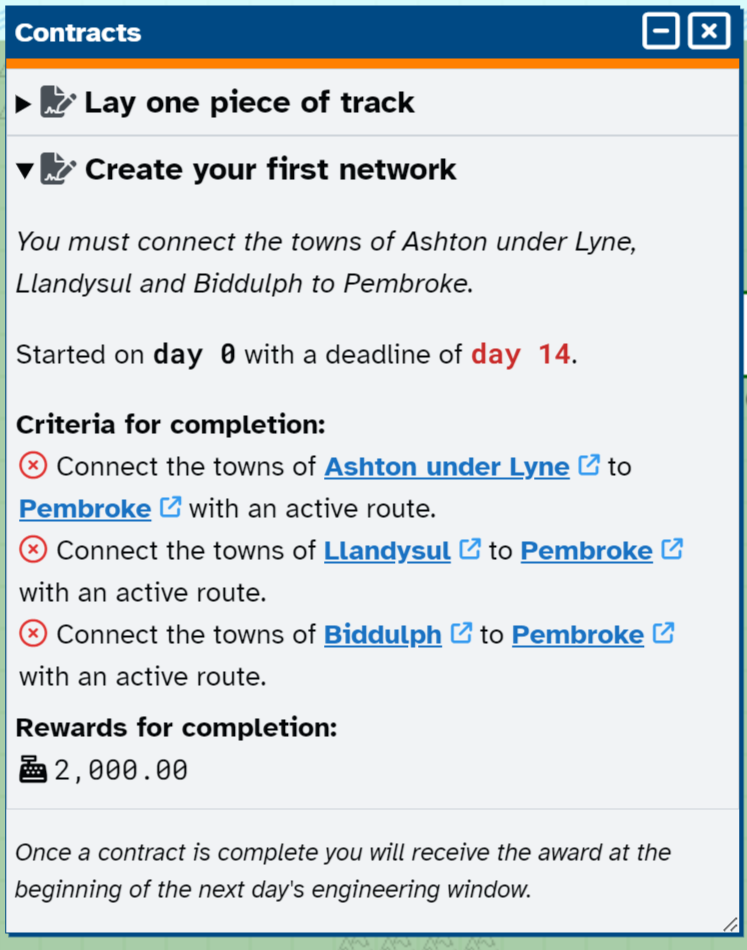 Contracts
Lay one piece of track
Create your first network
You must connect the towns of Ashton under Lyne,
Llandysul and Biddulph to Pembroke.
Started on day 0 with a deadline of day 14.
Criteria for completion:
Connect the towns of Ashton under Lyne to
Pembroke with an active route.
Connect the towns of Llandysul to Pembroke
with an active route.
Connect the towns of Biddulph to Pembroke
with an active route.
Rewards for completion:
2,000.00
Once a contract is complete you will receive the award at the
beginning of the next day's engineering window.